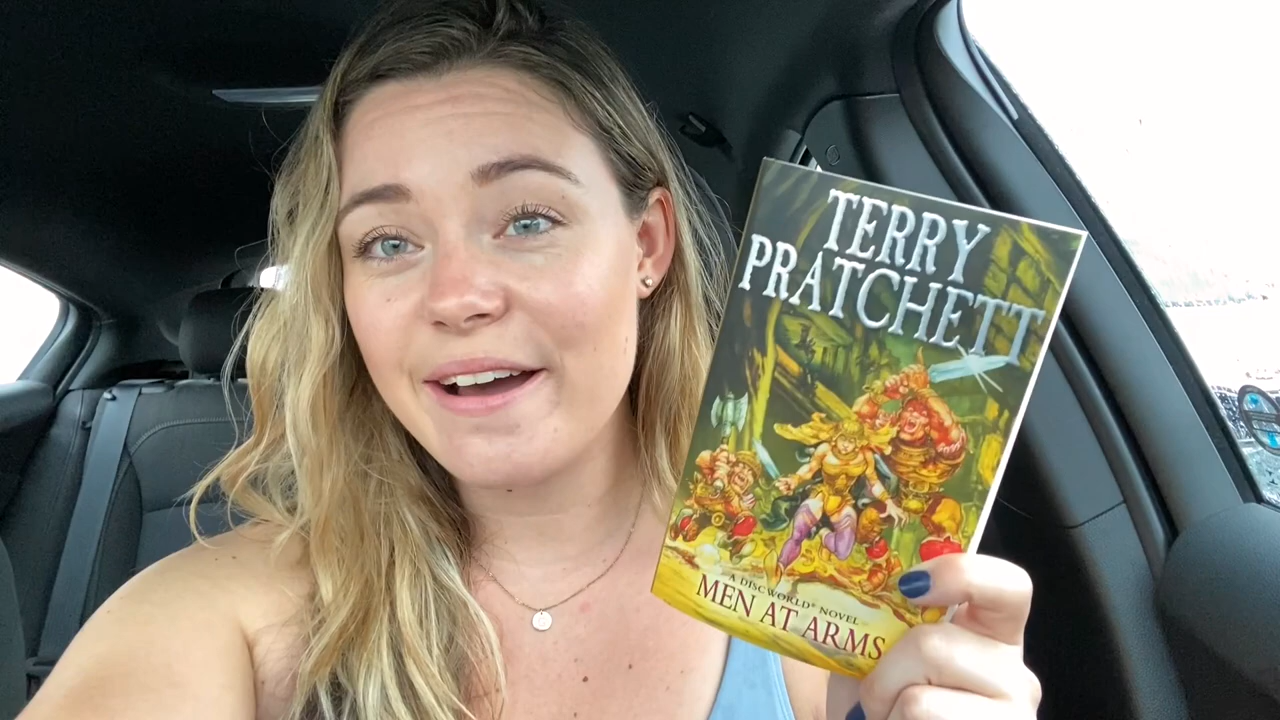 TERRY
PRATCHETT
A DISCWORLD® NOVEL
MEN AT ARMS